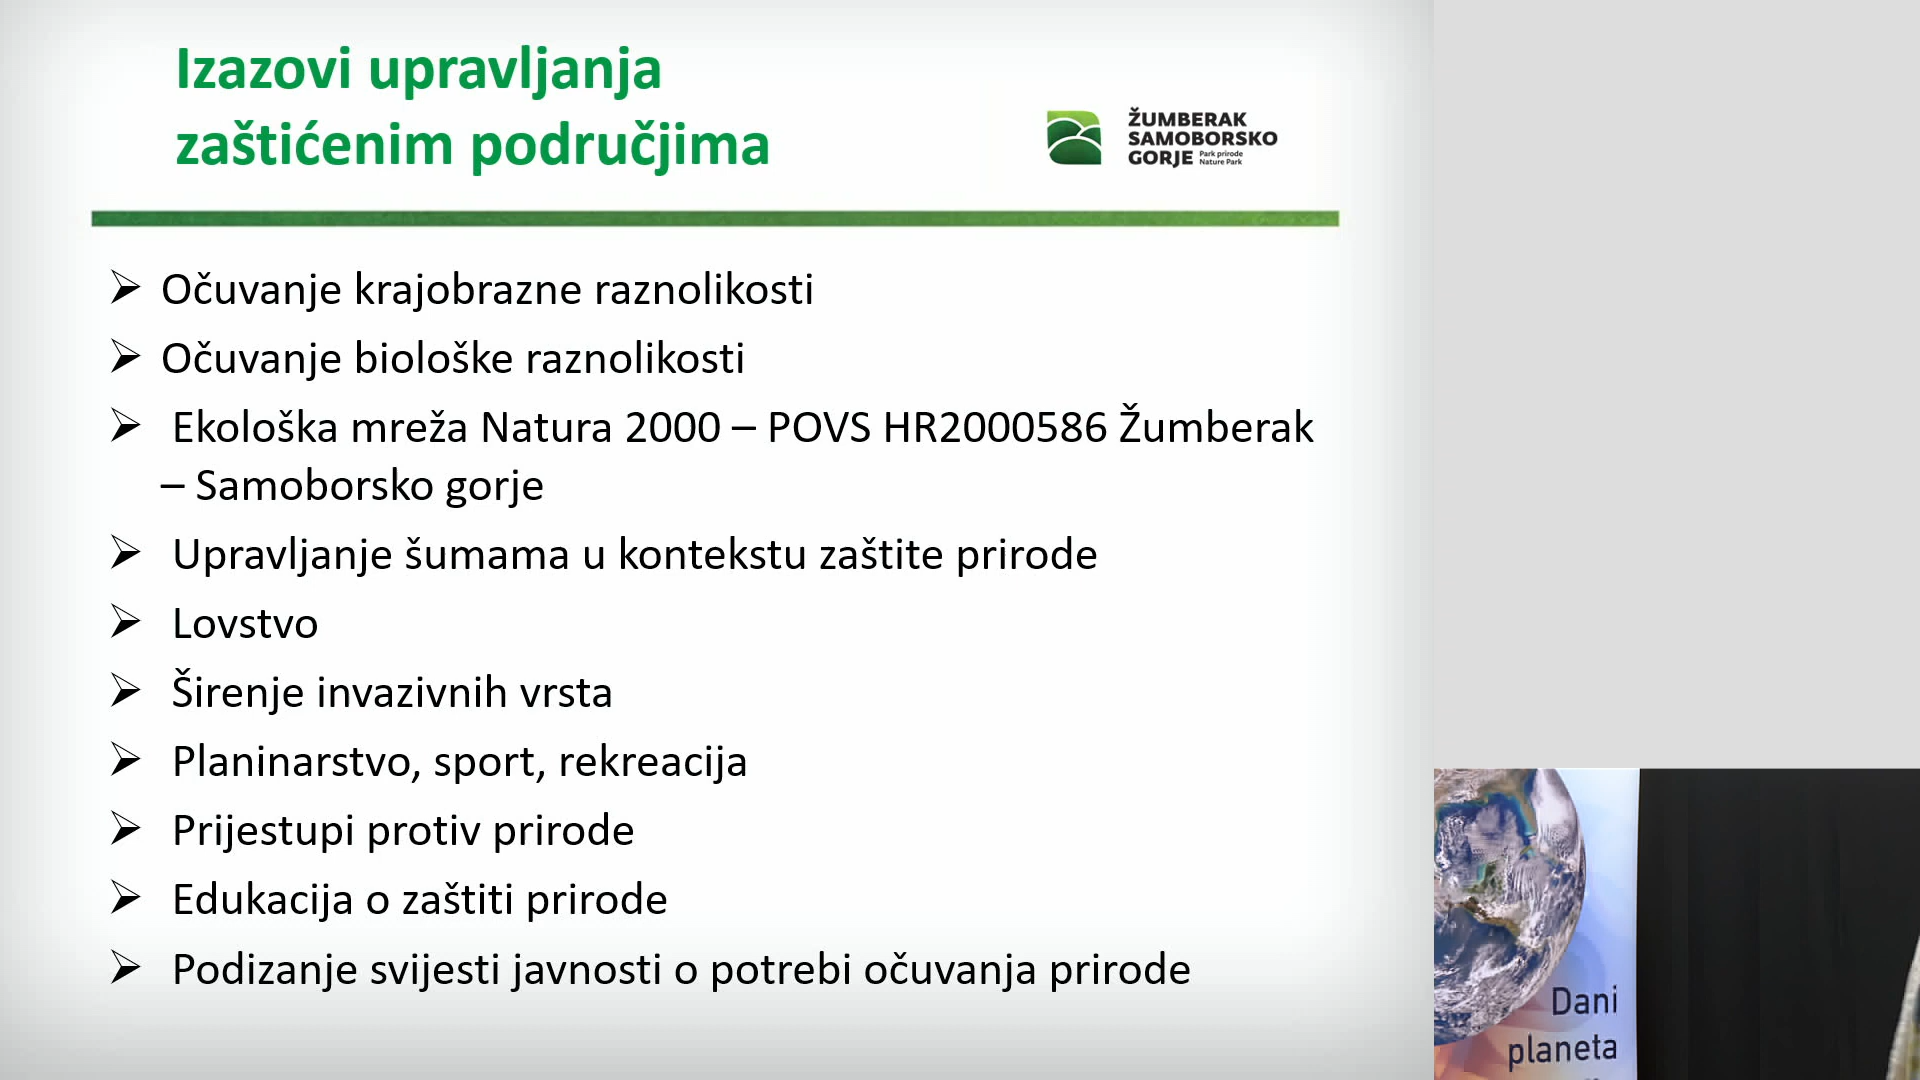 Izazovi upravljanja
zaštićenim područjima
ŽUMBERAK
SAMOBORSKO
GORJE Park prirode
Nature Park
Očuvanje krajobrazne raznolikosti
Očuvanje biološke raznolikosti
Ekološka mreža Natura 2000 – POVS HR2000586 Žumberak
– Samoborsko gorje
Upravljanje šumama u kontekstu zaštite prirode
Lovstvo
Širenje invazivnih vrsta
Planinarstvo, sport, rekreacija
Prijestupi protiv prirode
Edukacija o zaštiti prirode
Podizanje svijesti javnosti o potrebi očuvanja prirode
Dani
planeta